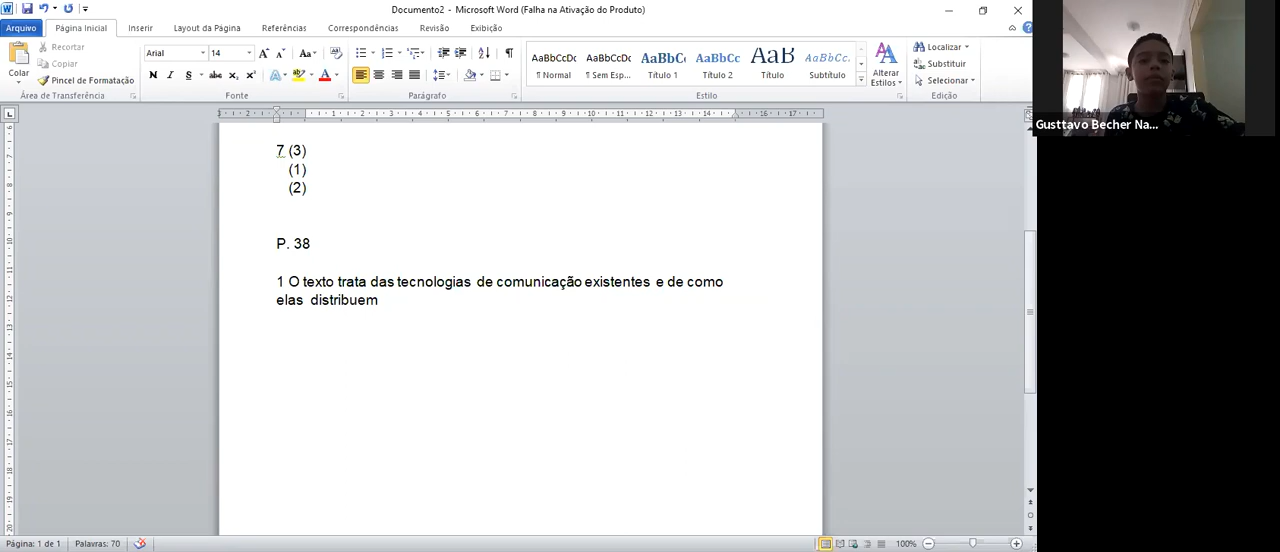 Documento2 - Microsoft Word (Falha na Ativação do Produto)
Arquivo Página Inicial Inserir Layout da Página Referências Correspondências Revisão Exibição
Colar
Recortar
Copiar
Pincel de Formatação
Área de Transferência
Arial 14
Fonte
Parágrafo
AaBbCcDc AaBbCcDc AaBbC AaBbCc AaB AaBbCc.
¶ Normal ¶ Sem Esp... Título 1 Título 2 Título Subtítulo
Alterar
Estilos
Estilo
Localizar
Substituir
Selecionar
Edição
Gusttavo Becher Na...
7 (3)
(1)
(2)
P. 38
1 O texto trata das tecnologias de comunicação existentes e de como
elas distribuem
Página: 1 de 1 Palavras: 70 100%